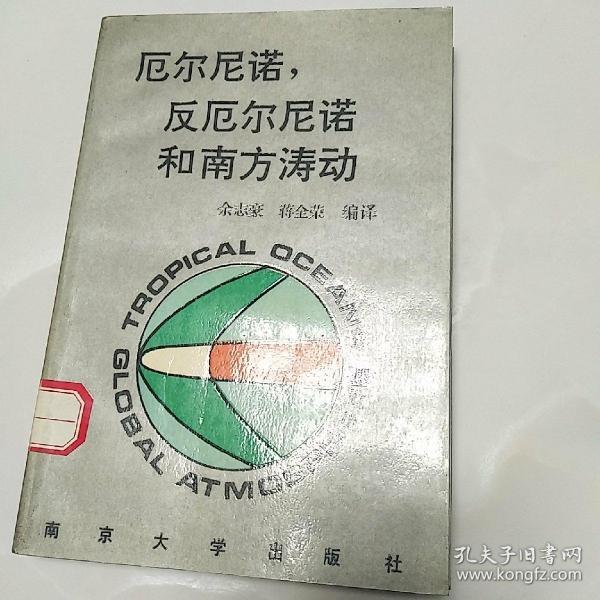 厄尔尼诺，
反厄尔尼诺
和南方涛动
余志豪 蒋全荣 编译
TROPICAL OCEAN
GLOBAL ATMOS
南京大学出版社
孔夫子旧书网
www.kongfz.com